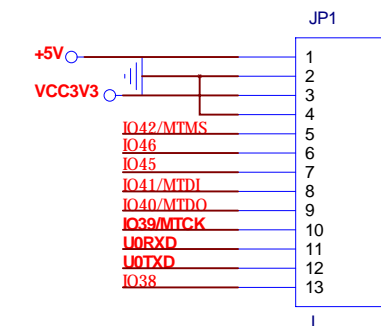 JP1
+5V 1
2
VCC3V3 3
4
IO42/MTMS 5
IO46 6
IO45 7
IO41/MTDI 8
IO40/MTDO 9
IO39/MTCK 10
U0RXD 11
U0TXD 12
IO38 13